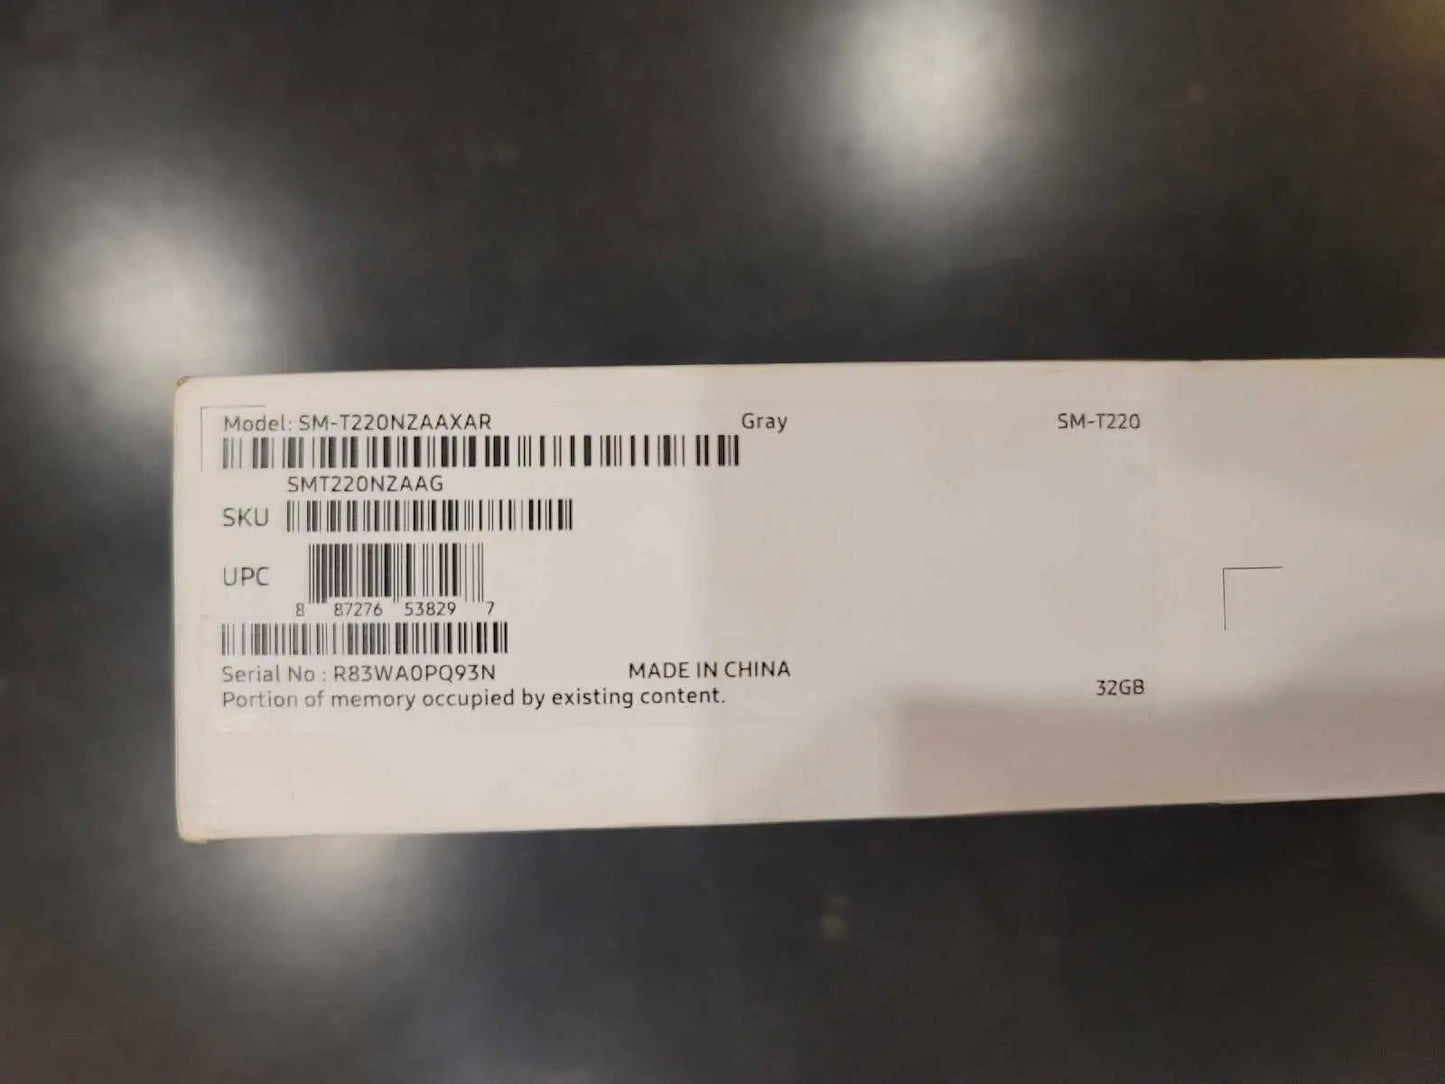 Model: SM-T220NZAAXAR Gray SM-T220
SMT220NZAAG
SKU
UPC
8 87276 53829 7
Serial No : R83WA0PQ93N MADE IN CHINA
Portion of memory occupied by existing content. 32GB